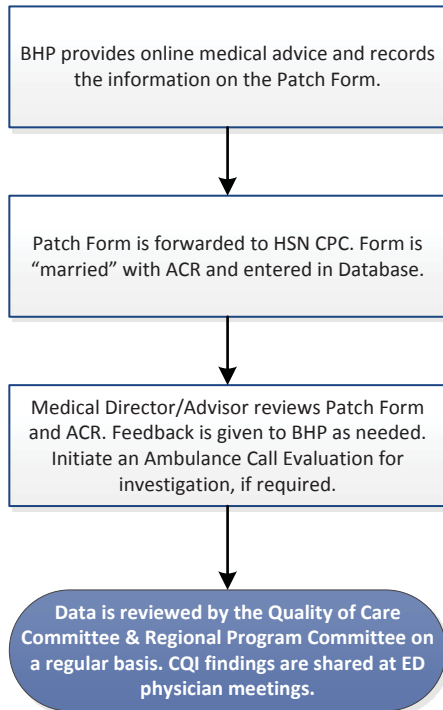 BHP provides online medical advice and records
the information on the Patch Form.
Patch Form is forwarded to HSN CPC. Form is
“married” with ACR and entered in Database.
Medical Director/Advisor reviews Patch Form
and ACR. Feedback is given to BHP as needed.
Initiate an Ambulance Call Evaluation for
investigation, if required.
Data is reviewed by the Quality of Care
Committee & Regional Program Committee on
a regular basis. CQI findings are shared at ED
physician meetings.